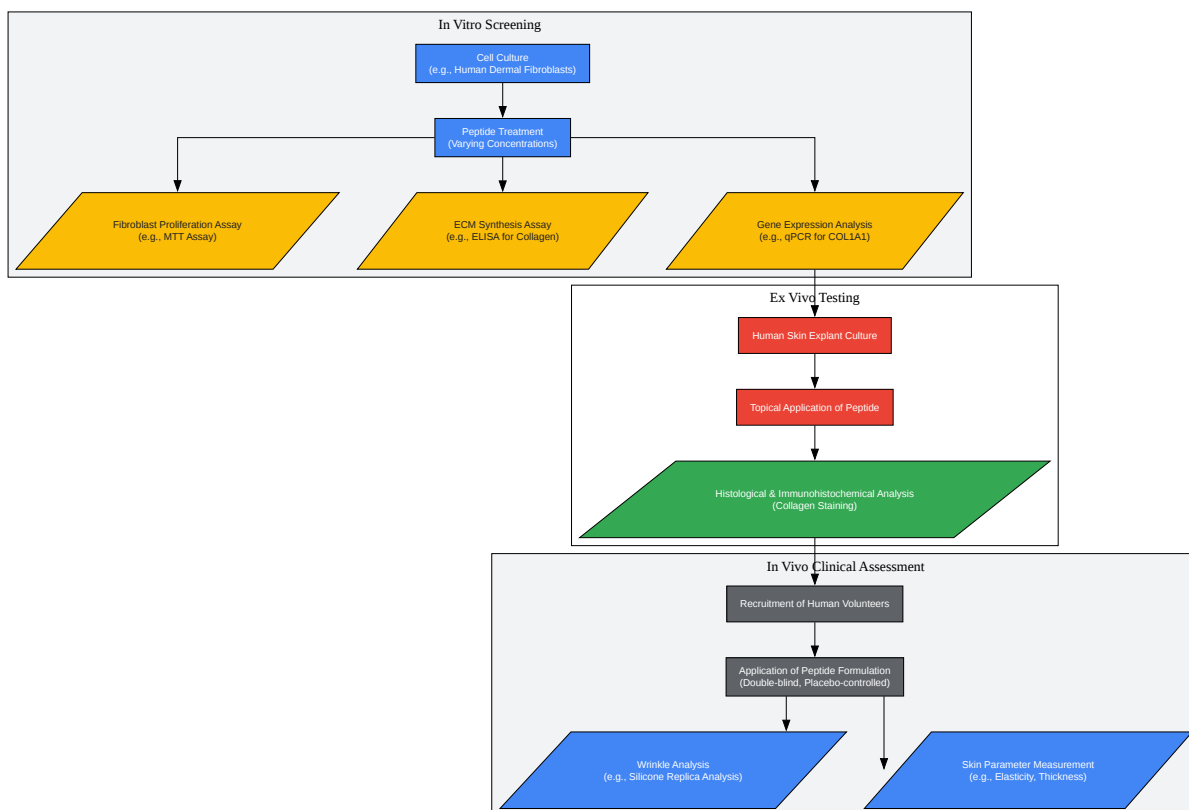 In Vitro Screening
Cell Culture
(e.g., Human Dermal Fibroblasts)
Peptide Treatment
(Varying Concentrations)
Fibroblast Proliferation Assay
(e.g., MTT Assay)
ECM Synthesis Assay
(e.g., ELISA for Collagen)
Gene Expression Analysis
(e.g., qPCR for COL1A1)
Ex Vivo Testing
Human Skin Explant Culture
Topical Application of Peptide
Histological & Immunohistochemical Analysis
(Collagen Staining)
In Vivo Clinical Assessment
Recruitment of Human Volunteers
Application of Peptide Formulation
(Double-blind, Placebo-controlled)
Wrinkle Analysis
(e.g., Silicone Replica Analysis)
Skin Parameter Measurement
(e.g., Elasticity, Thickness)